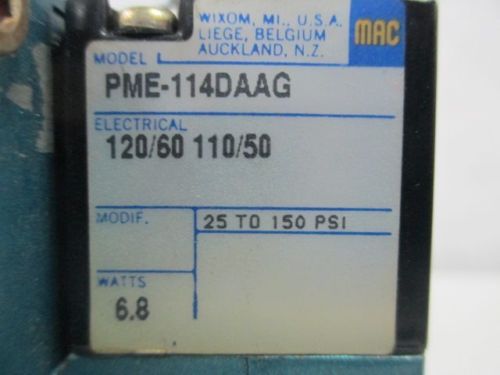 WIXOM, MI., U.S.A.
LIEGE, BELGIUM
AUCKLAND, N.Z.
MAC
MODEL
PME-114DAAG
ELECTRICAL
120/60 110/50
MODIF.
25 TO 150 PSI
WATTS
6.8